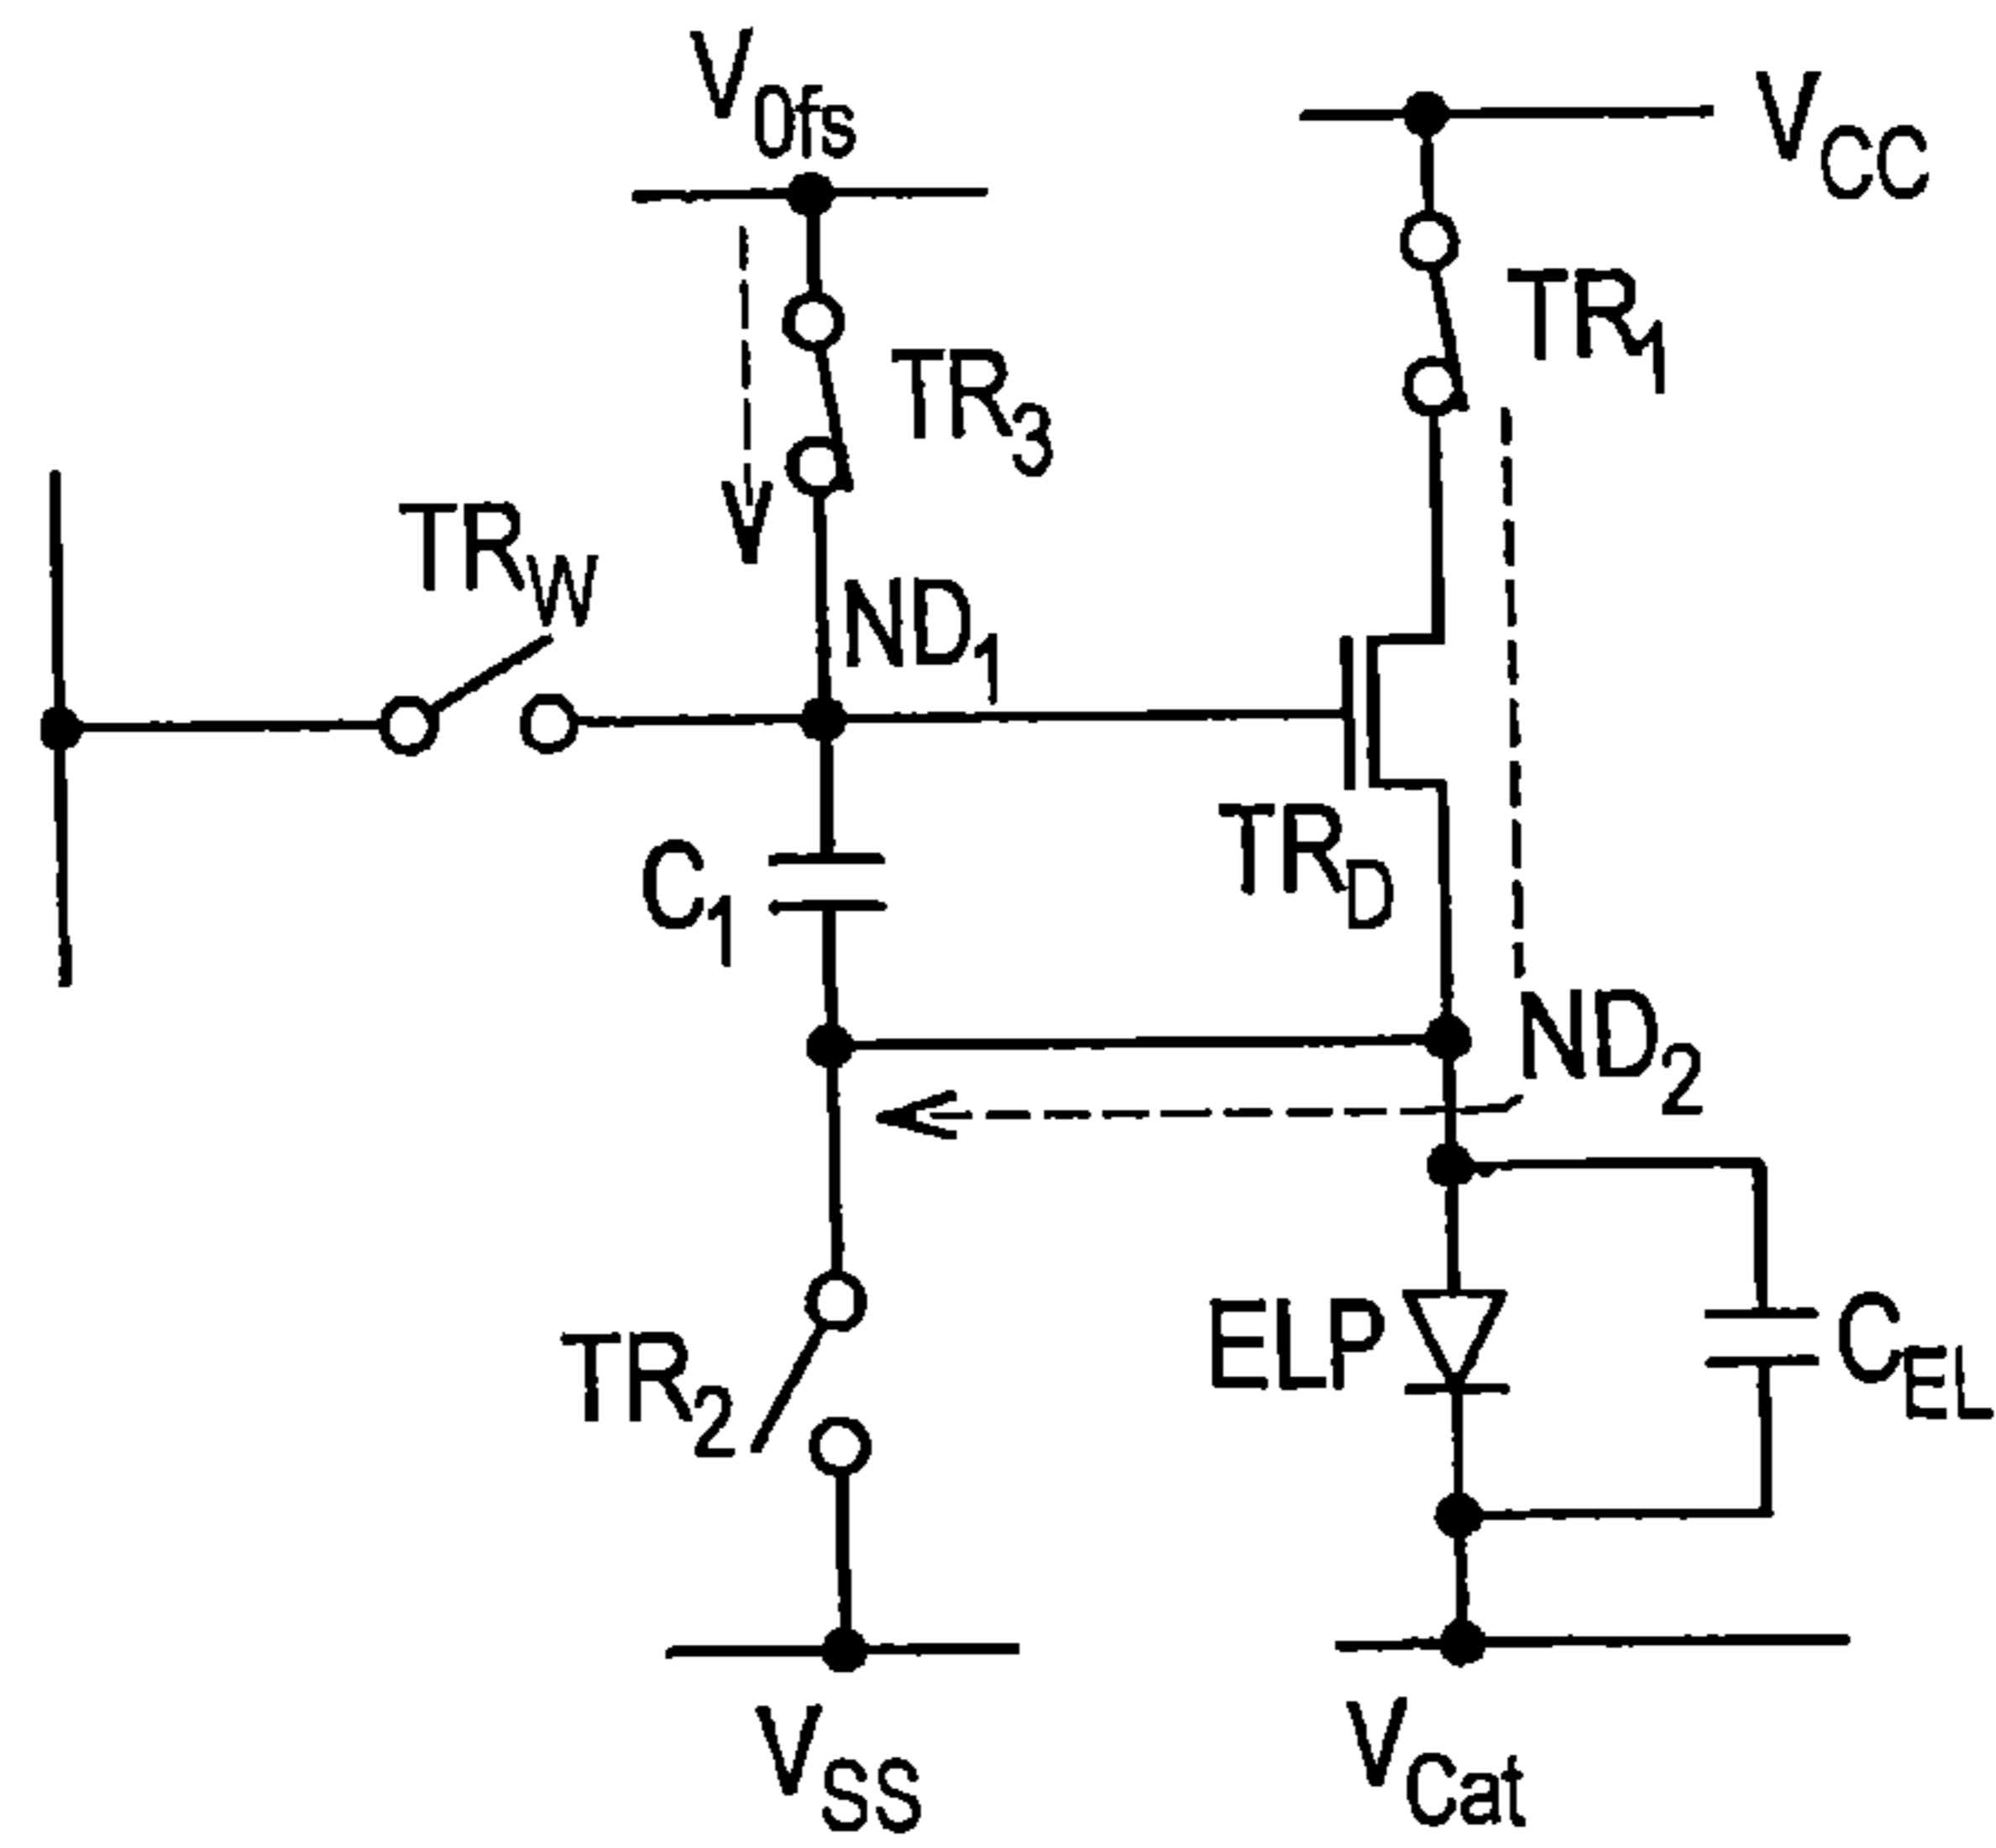 V0fs
VCC
TR1
TR3
TRW
ND1
TRD
C1
ND2
ELP
CEL
TR2
VSS
VCat